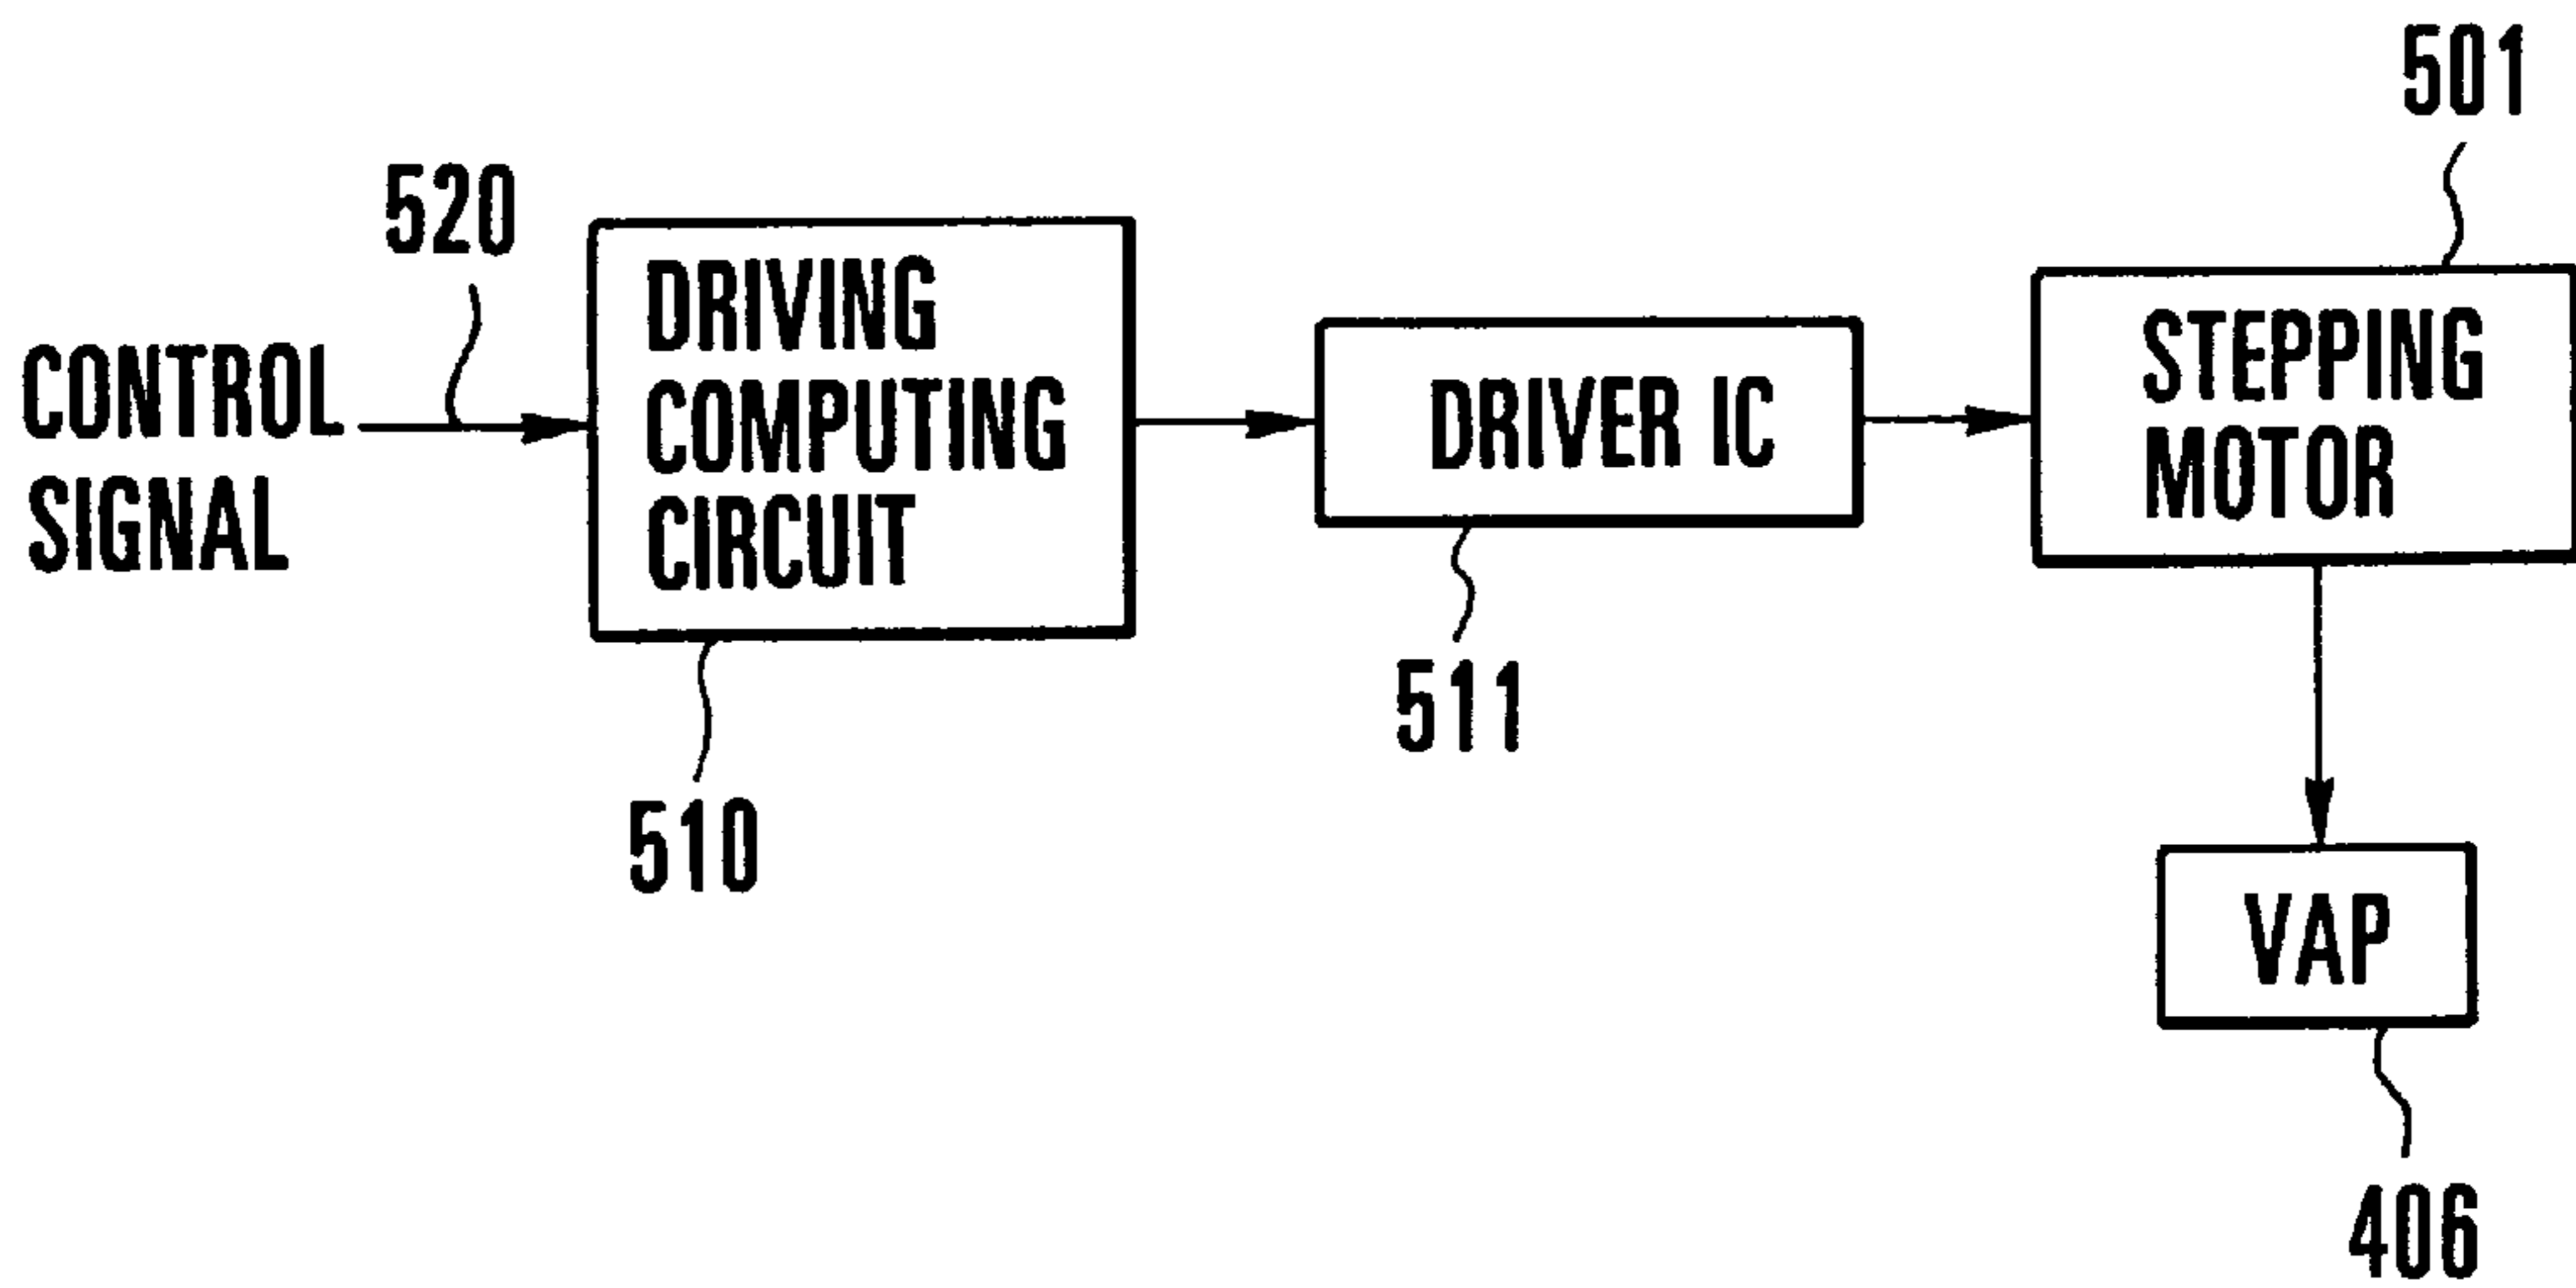 501
520
CONTROL
SIGNAL
DRIVING
COMPUTING
CIRCUIT
DRIVER IC
STEPPING
MOTOR
511
510
VAP
406